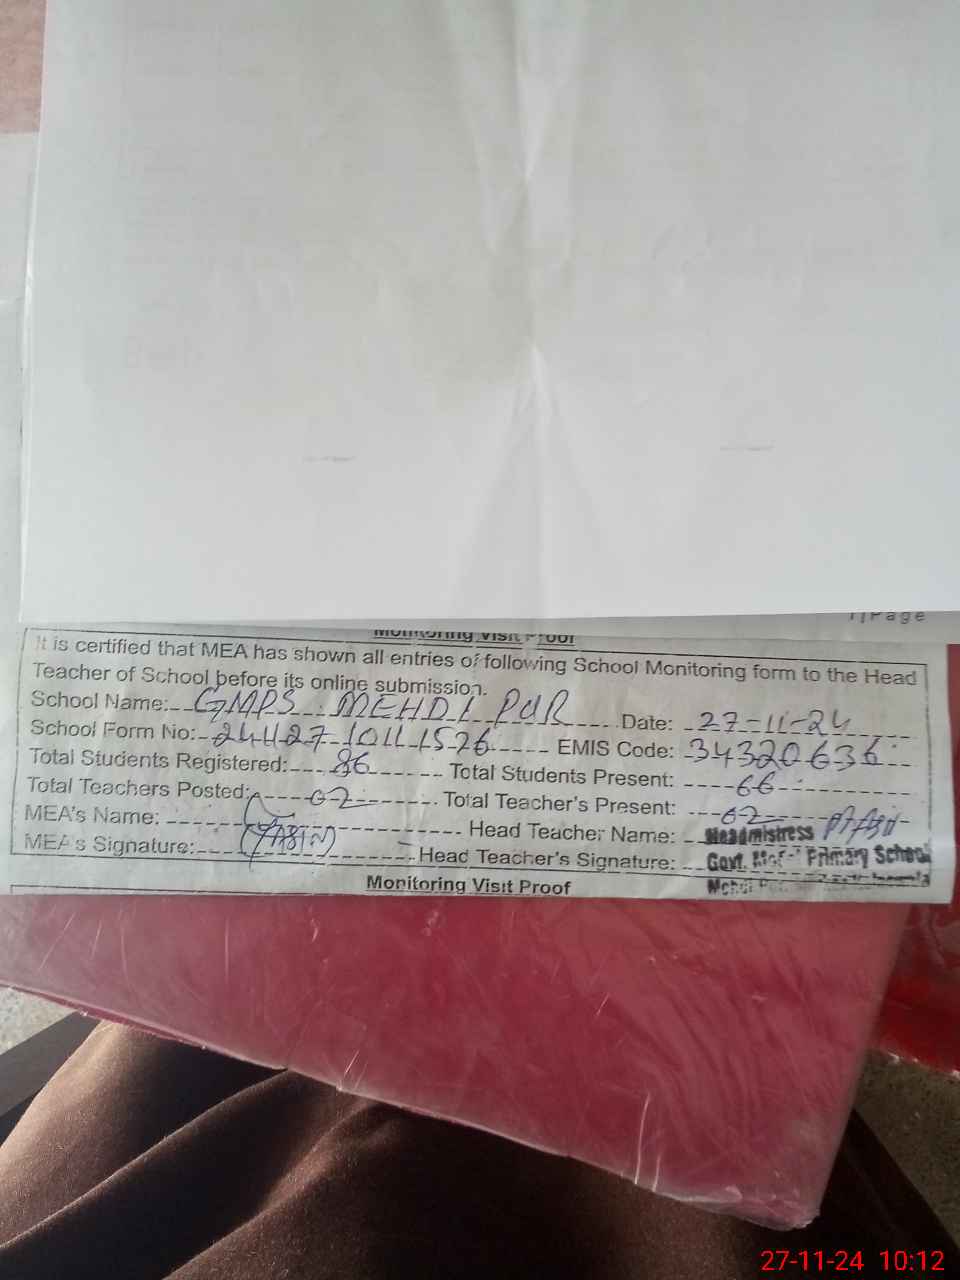 1|Page
Monitoring Visit Proof
It is certified that MEA has shown all entries of following School Monitoring form to the Head
Teacher of School before its online submission.
School Name: GMPS MEHDI PUR Date: 27-11-24
School Form No: 241127-1011-1526 EMIS Code: 34320636
Total Students Registered: 86 Total Students Present: 66
Total Teachers Posted: 02 Total Teacher's Present: 02
MEA's Name: Head Teacher Name: Headmistress
MEA's Signature: (YASIN) Head Teacher's Signature: Govt. Primary School
Monitoring Visit Proof Mehdi
27-11-24 10:12